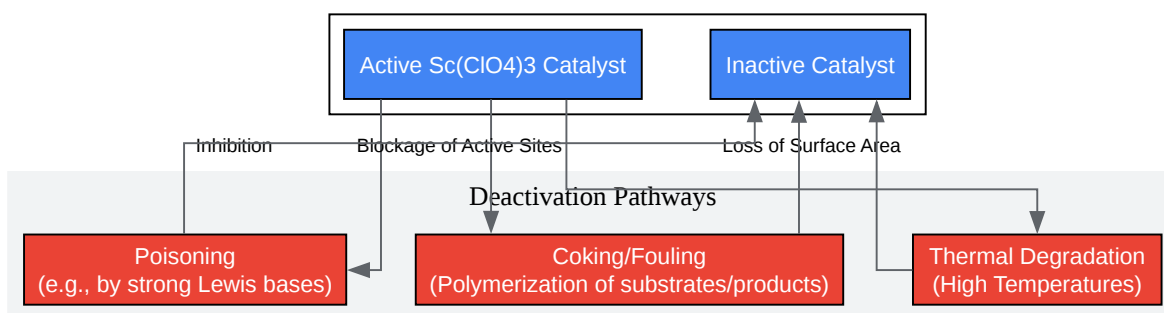 Active Sc(ClO4)3 Catalyst
Inactive Catalyst
Inhibition
Blockage of Active Sites
Loss of Surface Area
Deactivation Pathways
Poisoning
(e.g., by strong Lewis bases)
Coking/Fouling
(Polymerization of substrates/products)
Thermal Degradation
(High Temperatures)